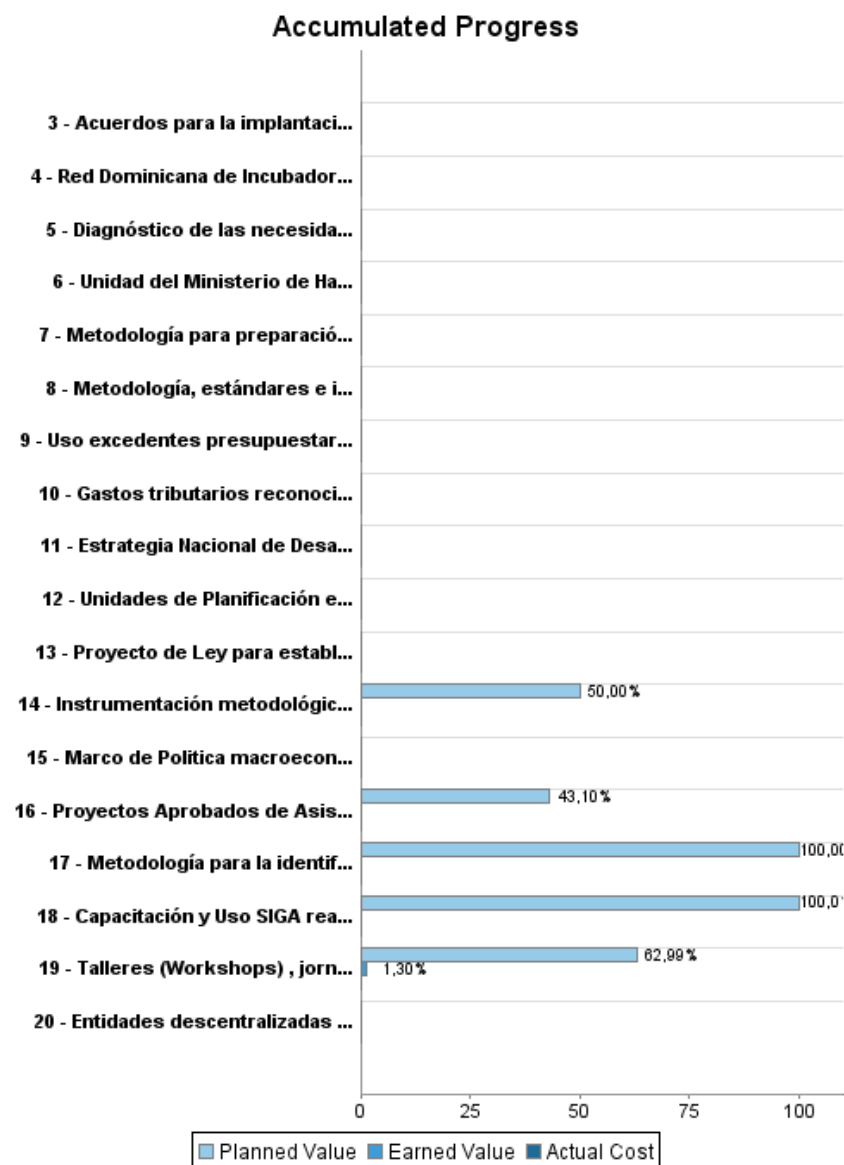 Accumulated Progress
3 - Acuerdos para la implantaci...
4 - Red Dominicana de Incubador...
5 - Diagnóstico de las necesida...
6 - Unidad del Ministerio de Ha...
7 - Metodología para preparació...
8 - Metodología, estándares e i...
9 - Uso excedentes presupuestar...
10 - Gastos tributarios reconoci...
11 - Estrategia Nacional de Desa...
12 - Unidades de Planificación e...
13 - Proyecto de Ley para establ...
14 - Instrumentación metodológic...
50,00%
15 - Marco de Politica macroecon...
16 - Proyectos Aprobados de Asis...
43,10%
17 - Metodología para la identif...
100,00
18 - Capacitación y Uso SIGA rea...
100,0
19 - Talleres (Workshops) , jorn...
62,99%
1,30%
20 - Entidades descentralizadas ...
0 25 50 75 100
Planned Value Earned Value Actual Cost